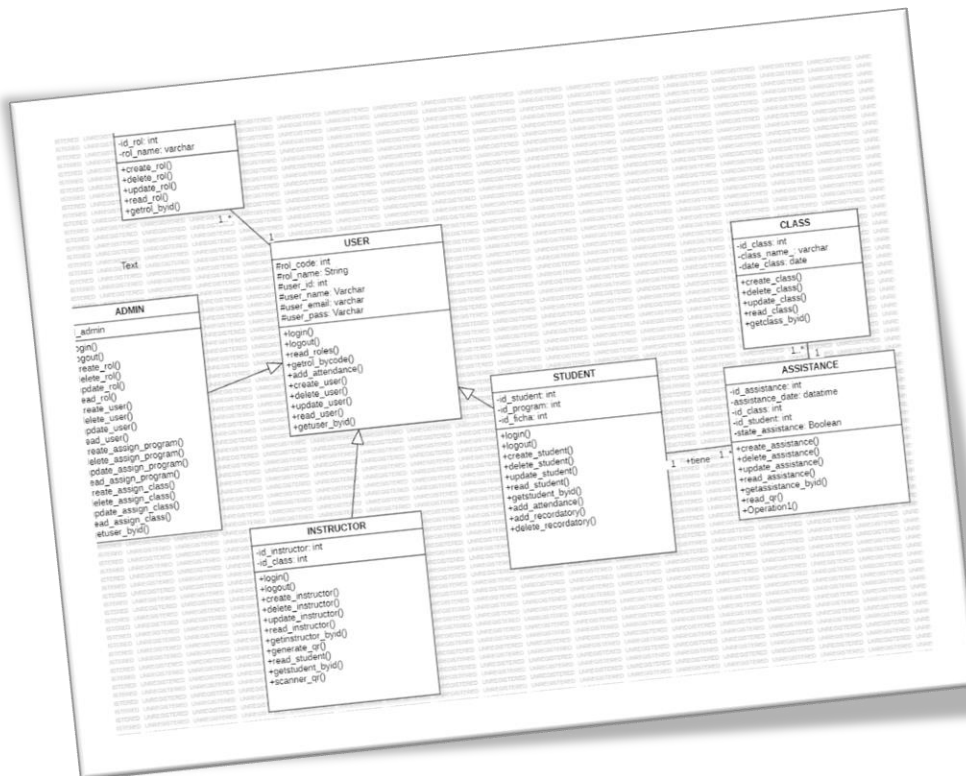 -id_rol: int
-rol_name: varchar
+create_rol()
+delete_rol()
+update_rol()
+read_rol()
+getrol_byid()
1..*
1
Text
USER
#rol_code: int
#rol_name: String
#user_id: int
#user_name: Varchar
#user_email: varchar
#user_pass: Varchar
+login()
+logout()
+read_roles()
+getrol_bycode()
+add_attendance()
+create_user()
+delete_user()
+update_user()
+read_user()
+getuser_byid()
ADMIN
_admin
ogin()
ogout()
reate_rol()
elete_rol()
pdate_rol()
ead_rol()
reate_user()
elete_user()
pdate_user()
ead_user()
reate_assign_program()
elete_assign_program()
pdate_assign_program()
ead_assign_program()
reate_assign_class()
elete_assign_class()
pdate_assign_class()
ead_assign_class()
etuser_byid()
INSTRUCTOR
-id_instructor: int
-id_class: int
+login()
+logout()
+create_instructor()
+delete_instructor()
+update_instructor()
+read_instructor()
+getinstructor_byid()
+generate_qr()
+read_student()
+getstudent_byid()
+scanner_qr()
STUDENT
-id_student: int
-id_program: int
-id_ficha: int
+login()
+logout()
+create_student()
+delete_student()
+update_student()
+read_student()
+getstudent_byid()
+add_attendance()
+add_recordatory()
+delete_recordatory()
1 +tiene 1..*
CLASS
-id_class: int
-class_name_: varchar
-date_class: date
+create_class()
+delete_class()
+update_class()
+read_class()
+getclass_byid()
1..* 1
ASSISTANCE
-id_assistance: int
-assistance_date: datatime
-id_class: int
-id_student: int
-state_assistance: Boolean
+create_assistance()
+delete_assistance()
+update_assistance()
+read_assistance()
+getassistance_byid()
+read_qr()
+Operation1()